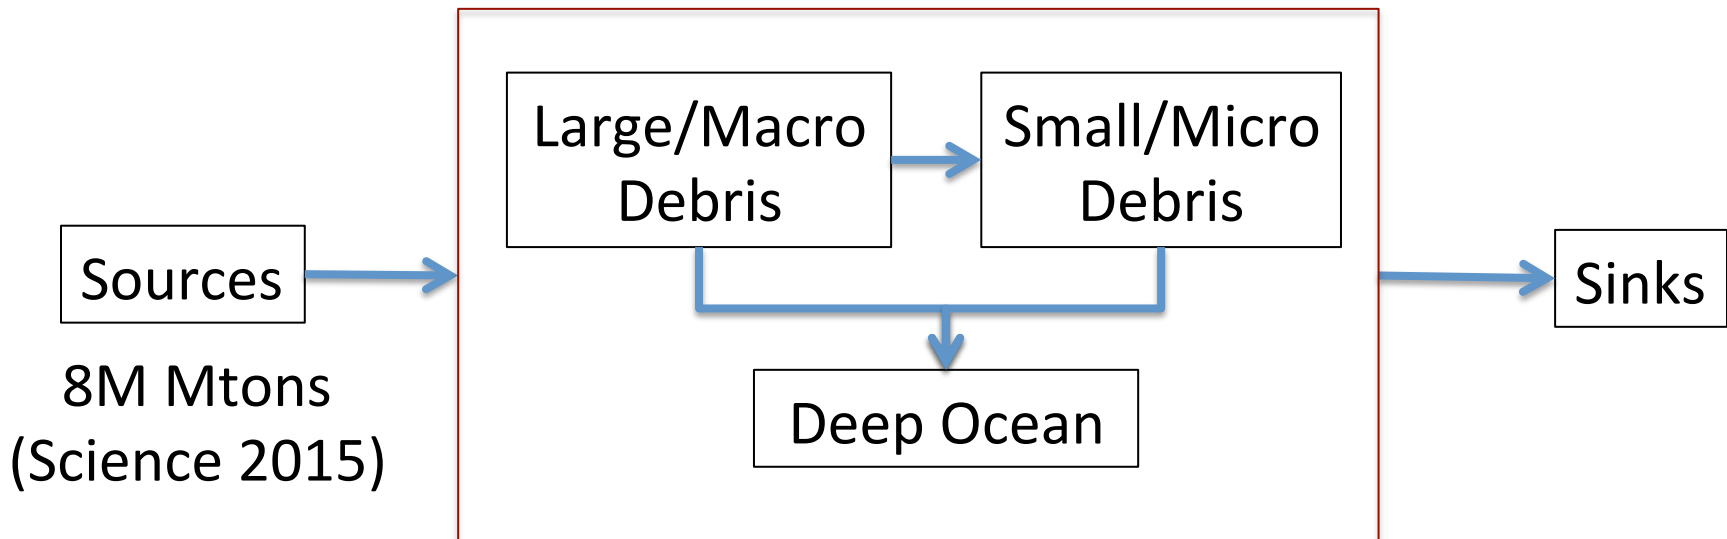 Large/Macro
Debris
Small/Micro
Debris
Sources
8M Mtons
(Science 2015)
Deep Ocean
Sinks